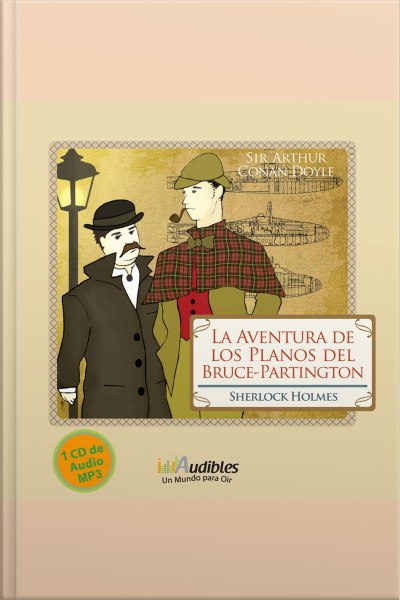 Sir Arthur
Conan Doyle
La Aventura de
los Planos del
Bruce-Partington
Sherlock Holmes
1 CD de
Audio
MP3
Audibles
Un Mundo para Oír